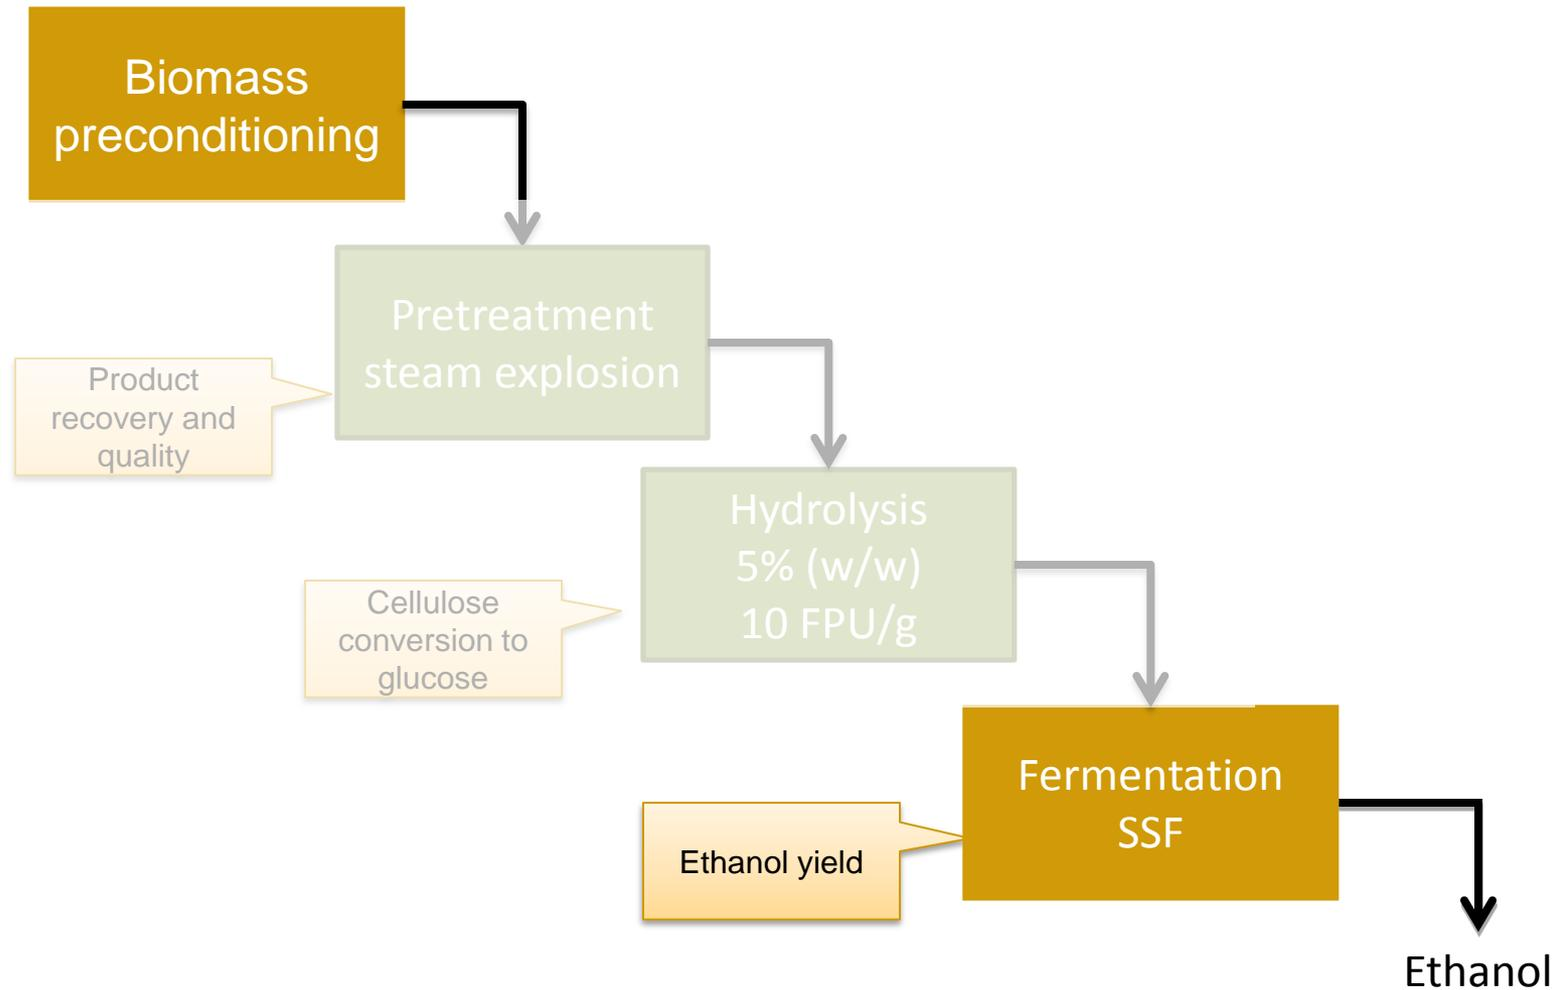 Biomass
preconditioning
Pretreatment
steam explosion
Product
recovery and
quality
Hydrolysis
5% (w/w)
10 FPU/g
Cellulose
conversion to
glucose
Fermentation
SSF
Ethanol yield
Ethanol